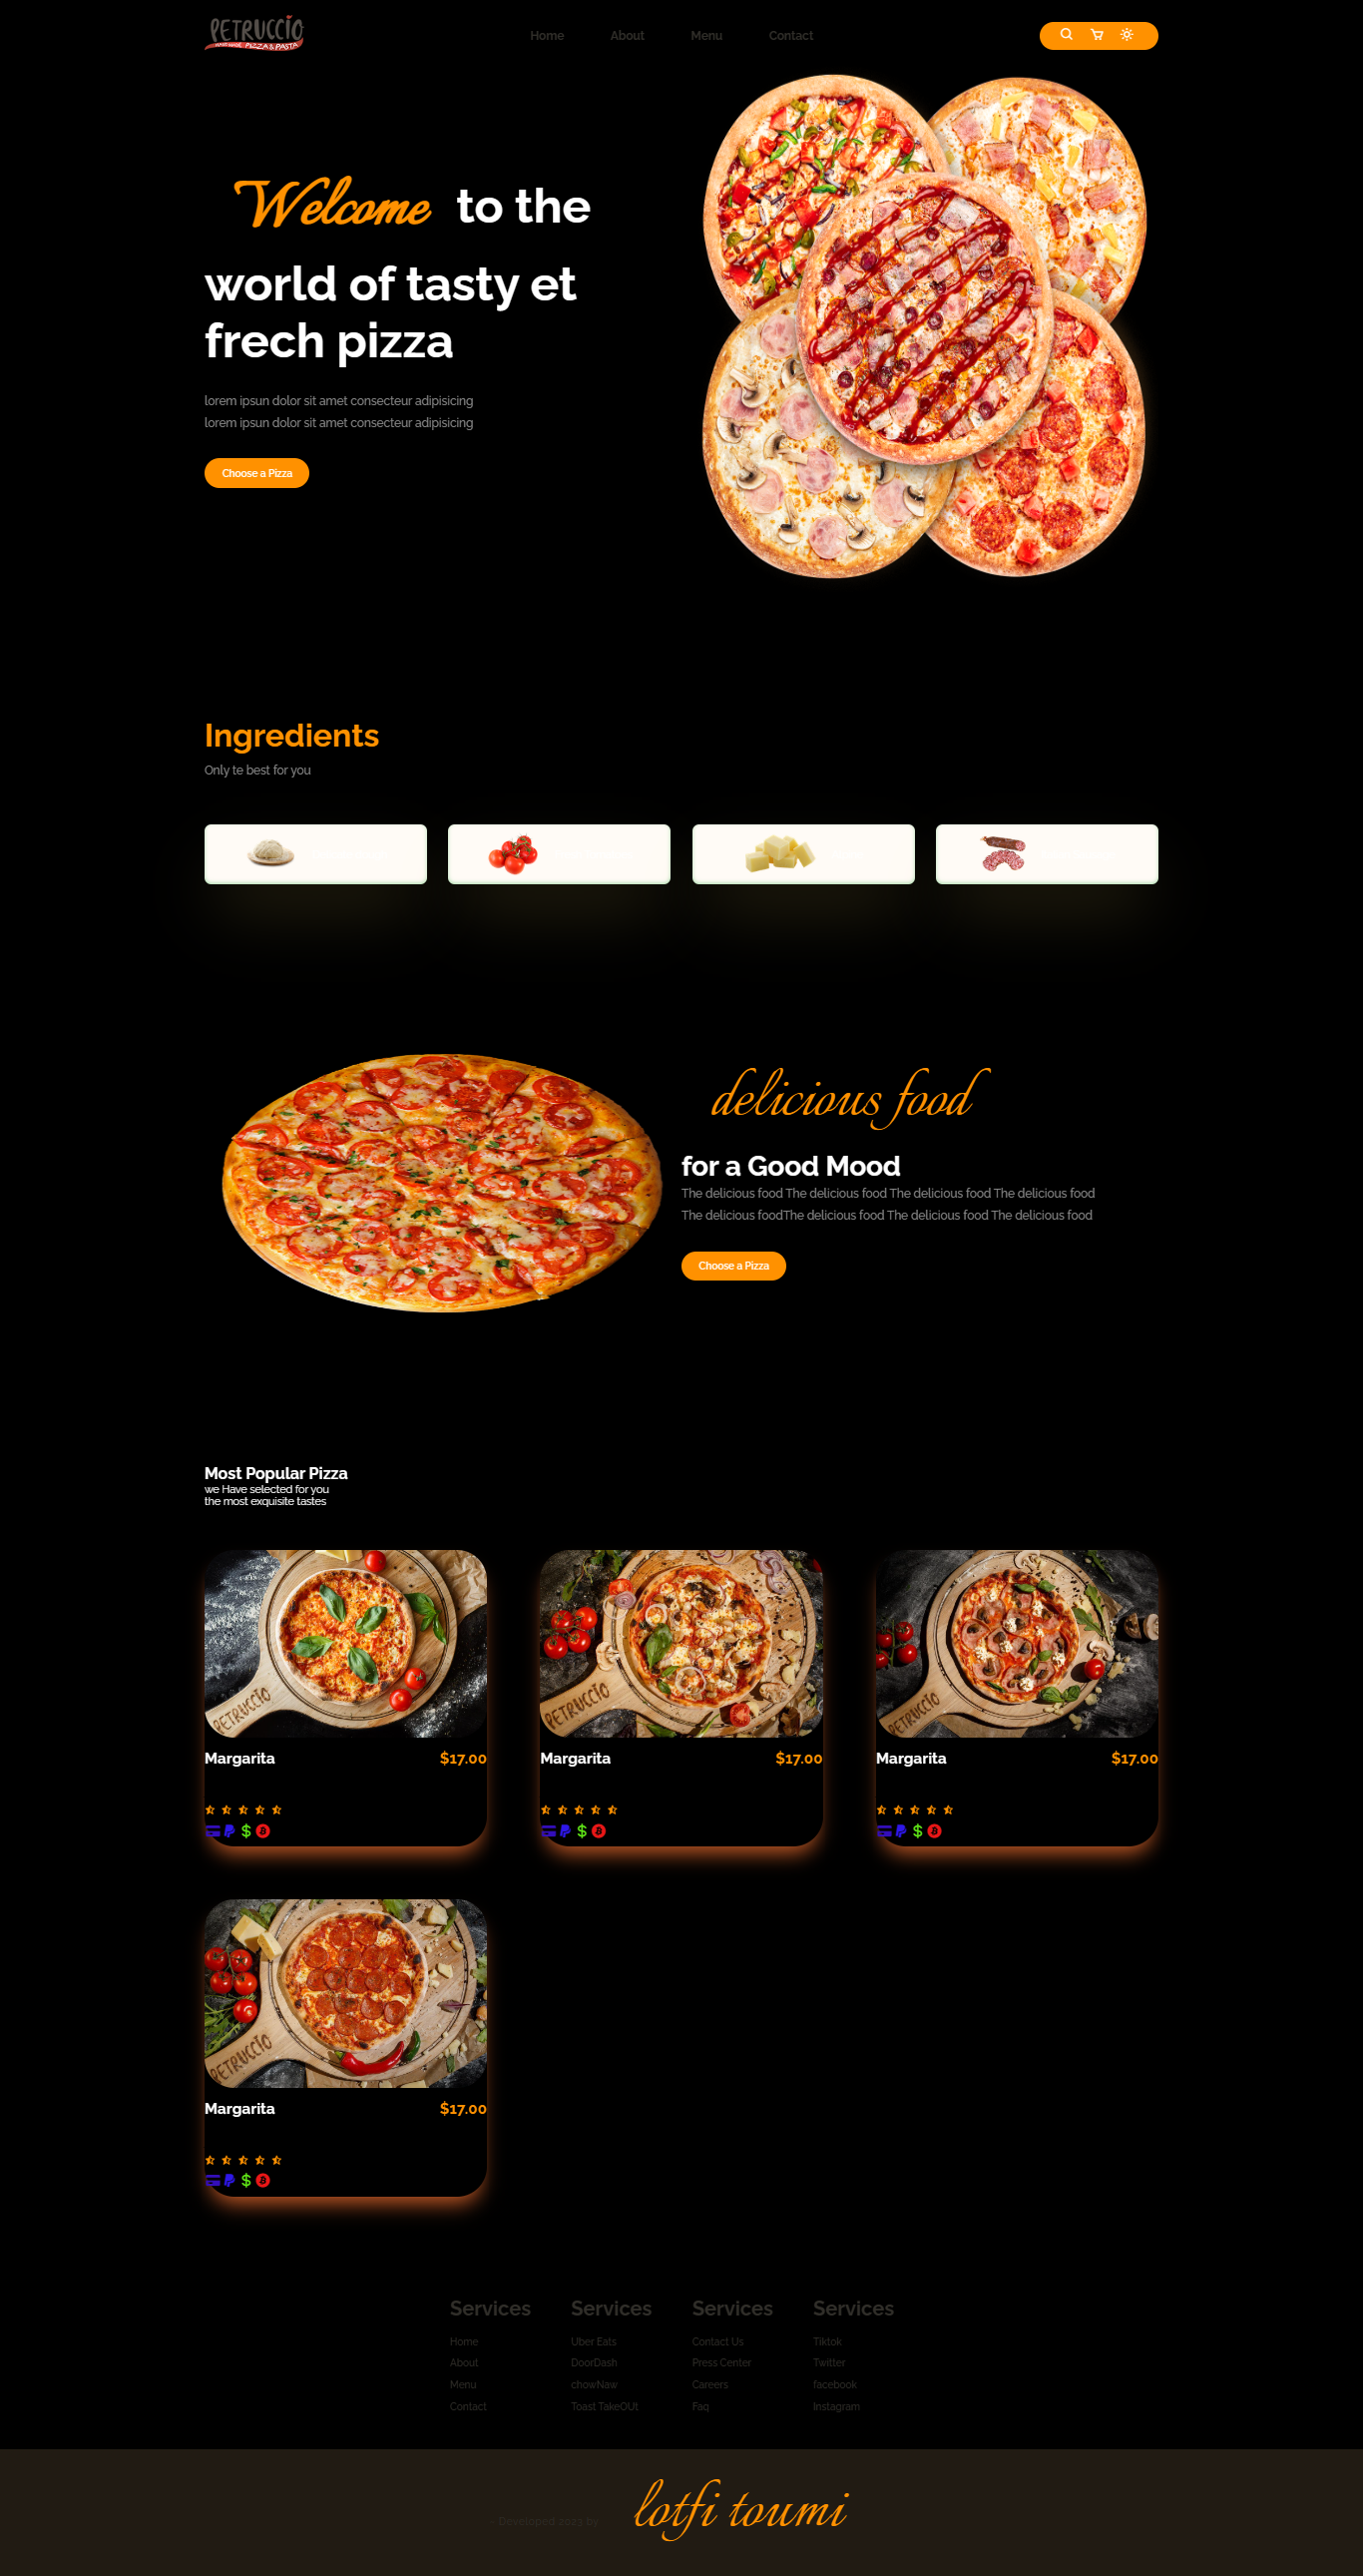 PETRUCCIO
PIZZA & PASTA
Home
About
Menu
Contact
Welcome to the
world of tasty et
frech pizza
lorem ipsun dolor sit amet consecteur adipisicing
lorem ipsun dolor sit amet consecteur adipisicing
Choose a Pizza
Ingredients
Only te best for you
delicious food
for a Good Mood
The delicious food The delicious food The delicious food The delicious food
The delicious foodThe delicious food The delicious food The delicious food
Choose a Pizza
Most Popular Pizza
we Have selected for you
the most exquisite tastes
PETRUCCIO
PETRUCCIO
PETRUCCIO
Margarita
$17.00
Margarita
$17.00
Margarita
$17.00
PETRUCCIO
Margarita
$17.00
Services
Home
About
Menu
Contact
Services
Uber Eats
DoorDash
chowNaw
Toast TakeOUt
Services
Contact Us
Press Center
Careers
Faq
Services
Tiktok
Twitter
facebook
Instagram
- Developed 2023 by
lotfi toumi